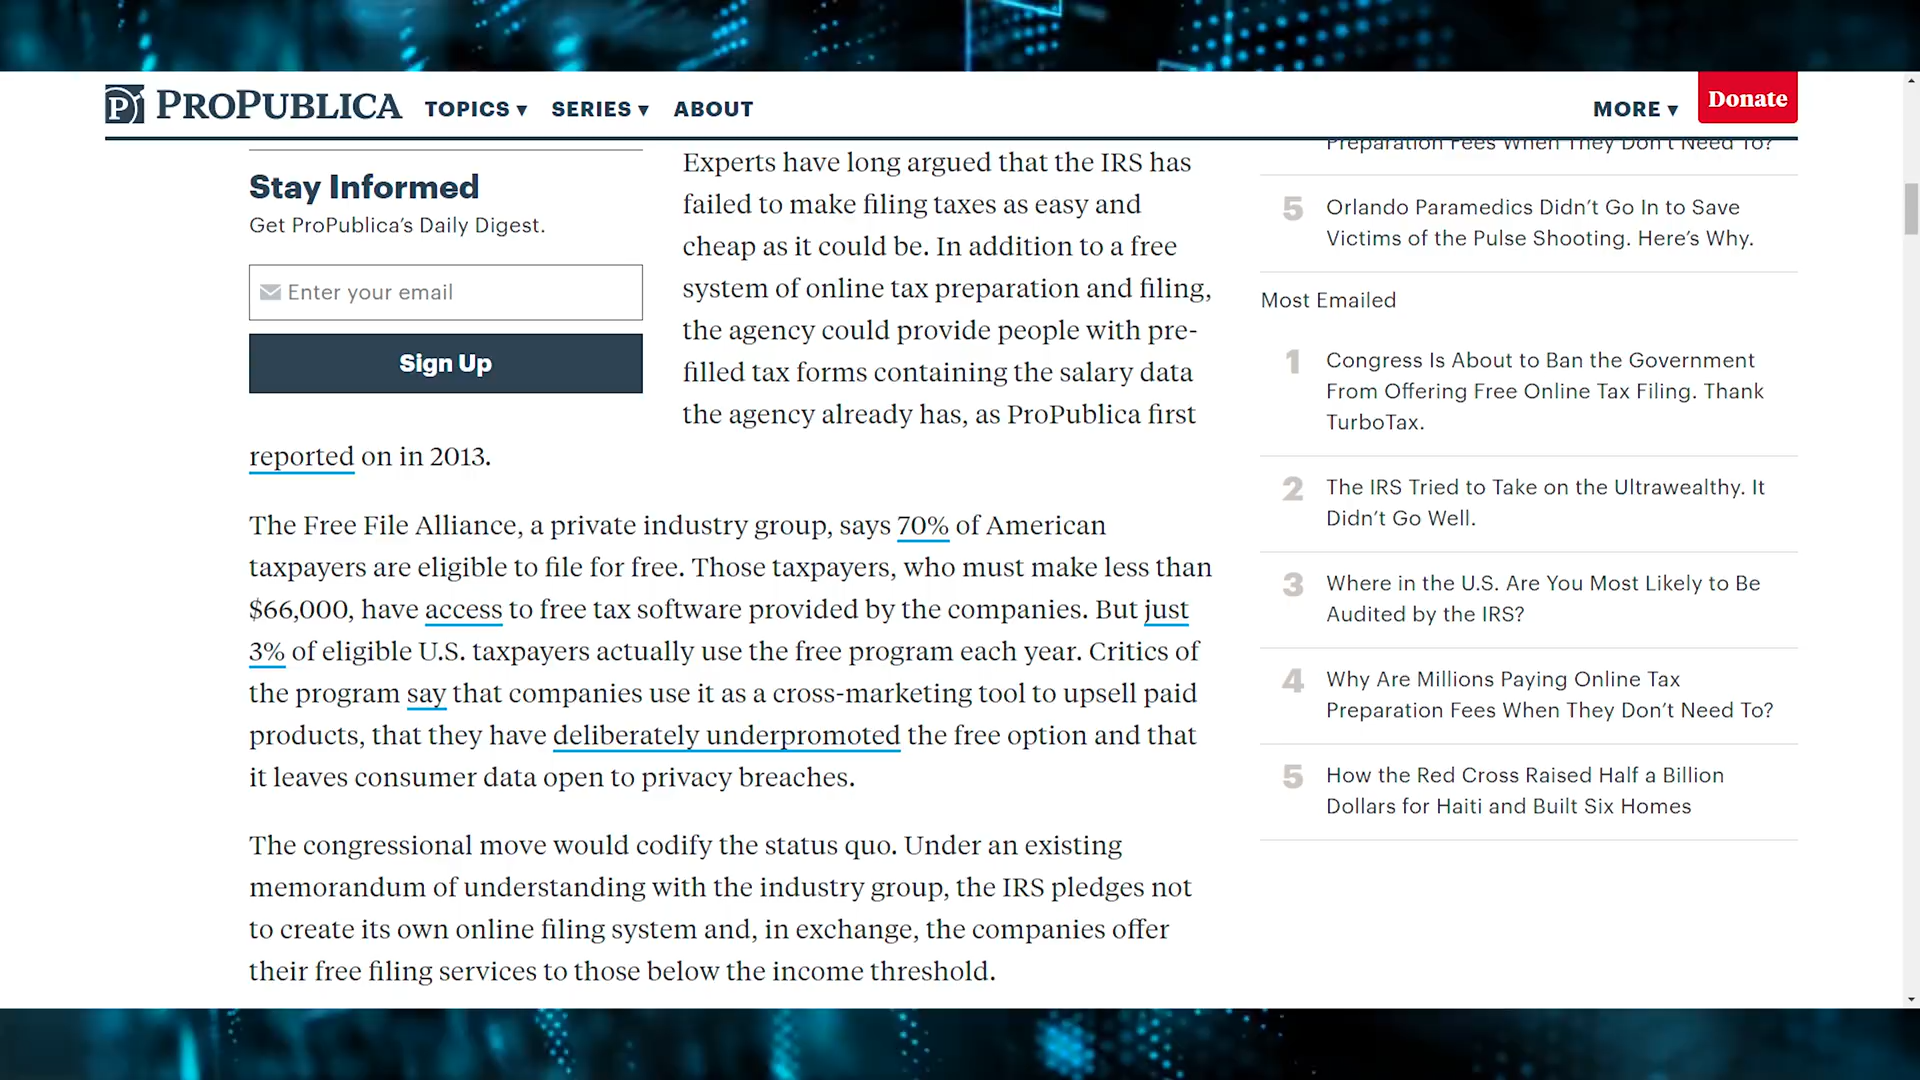 PROPUBLICA TOPICS ▾ SERIES ▾ ABOUT MORE ▾ Donate
Stay Informed
Get ProPublica’s Daily Digest.
Enter your email
Sign Up
Experts have long argued that the IRS has
failed to make filing taxes as easy and
cheap as it could be. In addition to a free
system of online tax preparation and filing,
the agency could provide people with pre-
filled tax forms containing the salary data
the agency already has, as ProPublica first
reported on in 2013.
The Free File Alliance, a private industry group, says 70% of American
taxpayers are eligible to file for free. Those taxpayers, who must make less than
$66,000, have access to free tax software provided by the companies. But just
3% of eligible U.S. taxpayers actually use the free program each year. Critics of
the program say that companies use it as a cross-marketing tool to upsell paid
products, that they have deliberately underpromoted the free option and that
it leaves consumer data open to privacy breaches.
The congressional move would codify the status quo. Under an existing
memorandum of understanding with the industry group, the IRS pledges not
to create its own online filing system and, in exchange, the companies offer
their free filing services to those below the income threshold.
Preparation Fees When They Don’t Need To?
5 Orlando Paramedics Didn’t Go In to Save
Victims of the Pulse Shooting. Here’s Why.
Most Emailed
1 Congress Is About to Ban the Government
From Offering Free Online Tax Filing. Thank
TurboTax.
2 The IRS Tried to Take on the Ultrawealthy. It
Didn’t Go Well.
3 Where in the U.S. Are You Most Likely to Be
Audited by the IRS?
4 Why Are Millions Paying Online Tax
Preparation Fees When They Don’t Need To?
5 How the Red Cross Raised Half a Billion
Dollars for Haiti and Built Six Homes